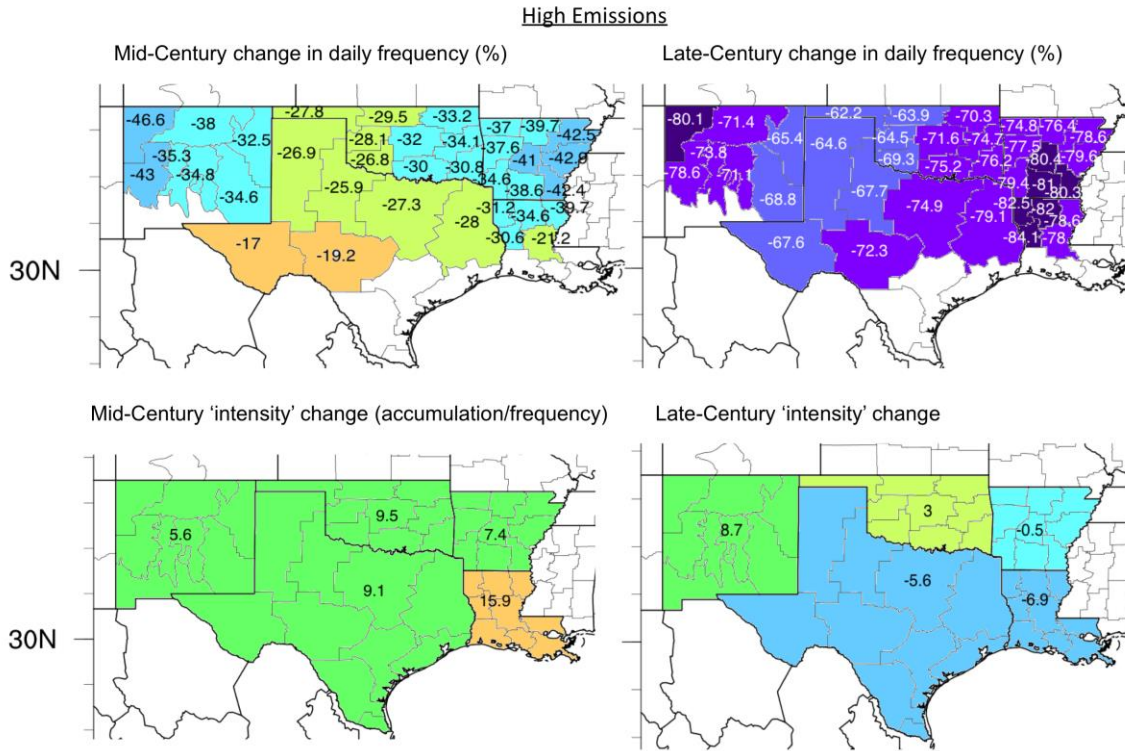 High Emissions
Mid-Century change in daily frequency (%)
Late-Century change in daily frequency (%)
-46.6 -38 -32.5 -27.8 -29.5 -33.2 -37 -39.7 -42.5
-35.3 -28.1 -32 -34.1 -37.6
-43 -34.8 -26.9 -26.8 -30 -30.8 -41 -42.9
-34.6 -25.9 -34.6 -38.6 -42.4
-27.3 -28 -31.2 -34.6 -39.7
-17 -19.2 -30.6 -21.2
30N
-80.1 -71.4 -65.4 -62.2 -63.9 -70.3 -74.8 -76.4 -78.6
-73.8 -64.6 -64.5 -71.6 -74.7 -77.5 -79.6
-78.6 -71.1 -69.3 -75.2 -76.2 -80.4
-68.8 -67.7 -79.4 -81 -80.3
-74.9 -79.1 -82.5 -82 -78.6
-67.6 -72.3 -84.1 -78.
Mid-Century 'intensity' change (accumulation/frequency)
Late-Century 'intensity' change
5.6 9.5 7.4
9.1 15.9
30N
8.7 3 -0.5
-5.6 -6.9